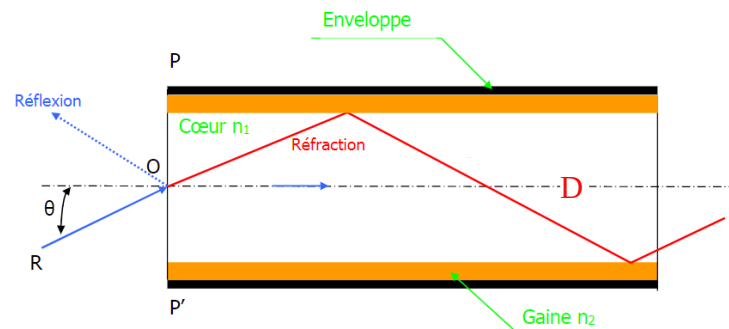 Enveloppe
P
Réflexion
Cœur n₁
Réfraction
O
D
θ
R
P'
Gaine n₂